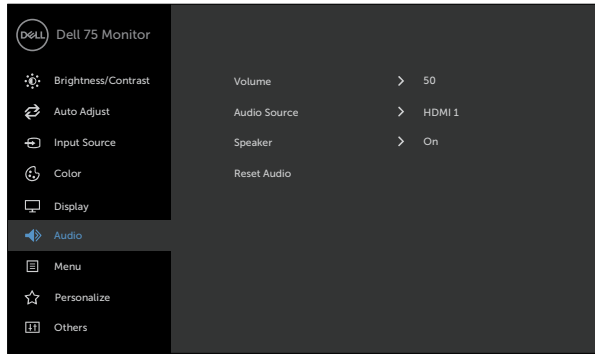 DELL Dell 75 Monitor
Brightness/Contrast
Auto Adjust
Input Source
Color
Display
Audio
Menu
Personalize
Others
Volume 50
Audio Source HDMI 1
Speaker On
Reset Audio